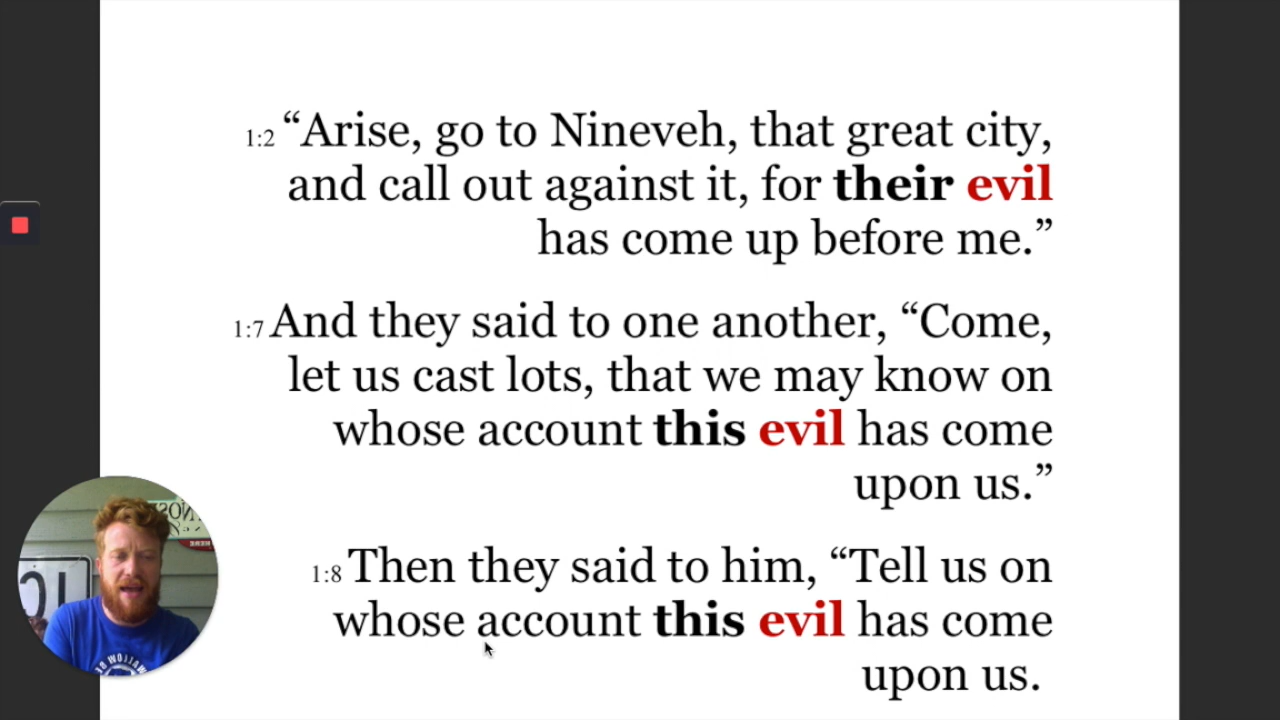 1:2 “Arise, go to Nineveh, that great city,
and call out against it, for their evil
has come up before me.”
1:7 And they said to one another, “Come,
let us cast lots, that we may know on
whose account this evil has come
upon us.”
1:8 Then they said to him, “Tell us on
whose account this evil has come
upon us.